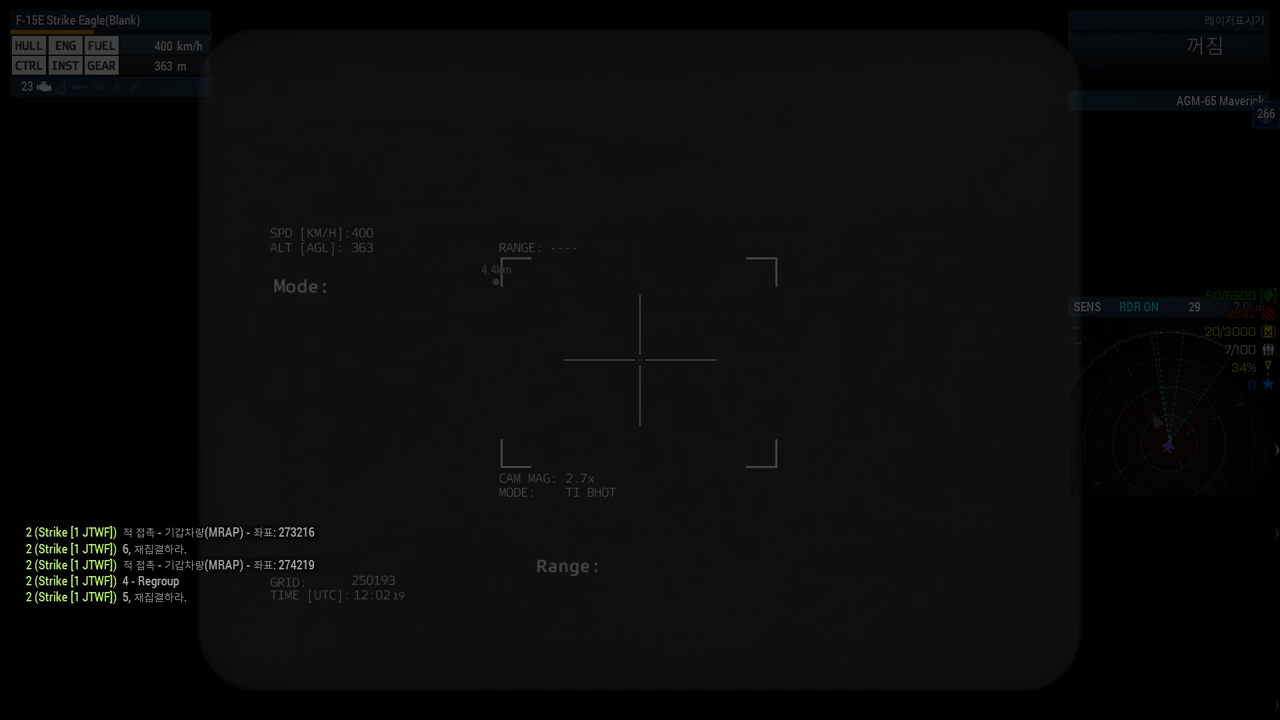 F-15E Strike Eagle(Blank)
HULL ENG FUEL 400 km/h
CTRL INST GEAR 363 m
23
레이저표시기
꺼짐
AGM-65 Maverick
266
SPD [KM/H]: 400
ALT [AGL]: 363
RANGE: ----
4.4km
Mode:
50/5500
SENS RDR ON 29
20/3000
7/100
34%
0
CAM MAG: 2.7x
MODE: TI BHOT
2 (Strike [1 JTWF]) 적 접촉 - 기갑차량(MRAP) - 좌표: 273216
2 (Strike [1 JTWF]) 6, 재집결하라.
2 (Strike [1 JTWF]) 적 접촉 - 기갑차량(MRAP) - 좌표: 274219
2 (Strike [1 JTWF]) 4 - Regroup
2 (Strike [1 JTWF]) 5, 재집결하라.
Range:
GRID: 250193
TIME [UTC]: 12:02 19